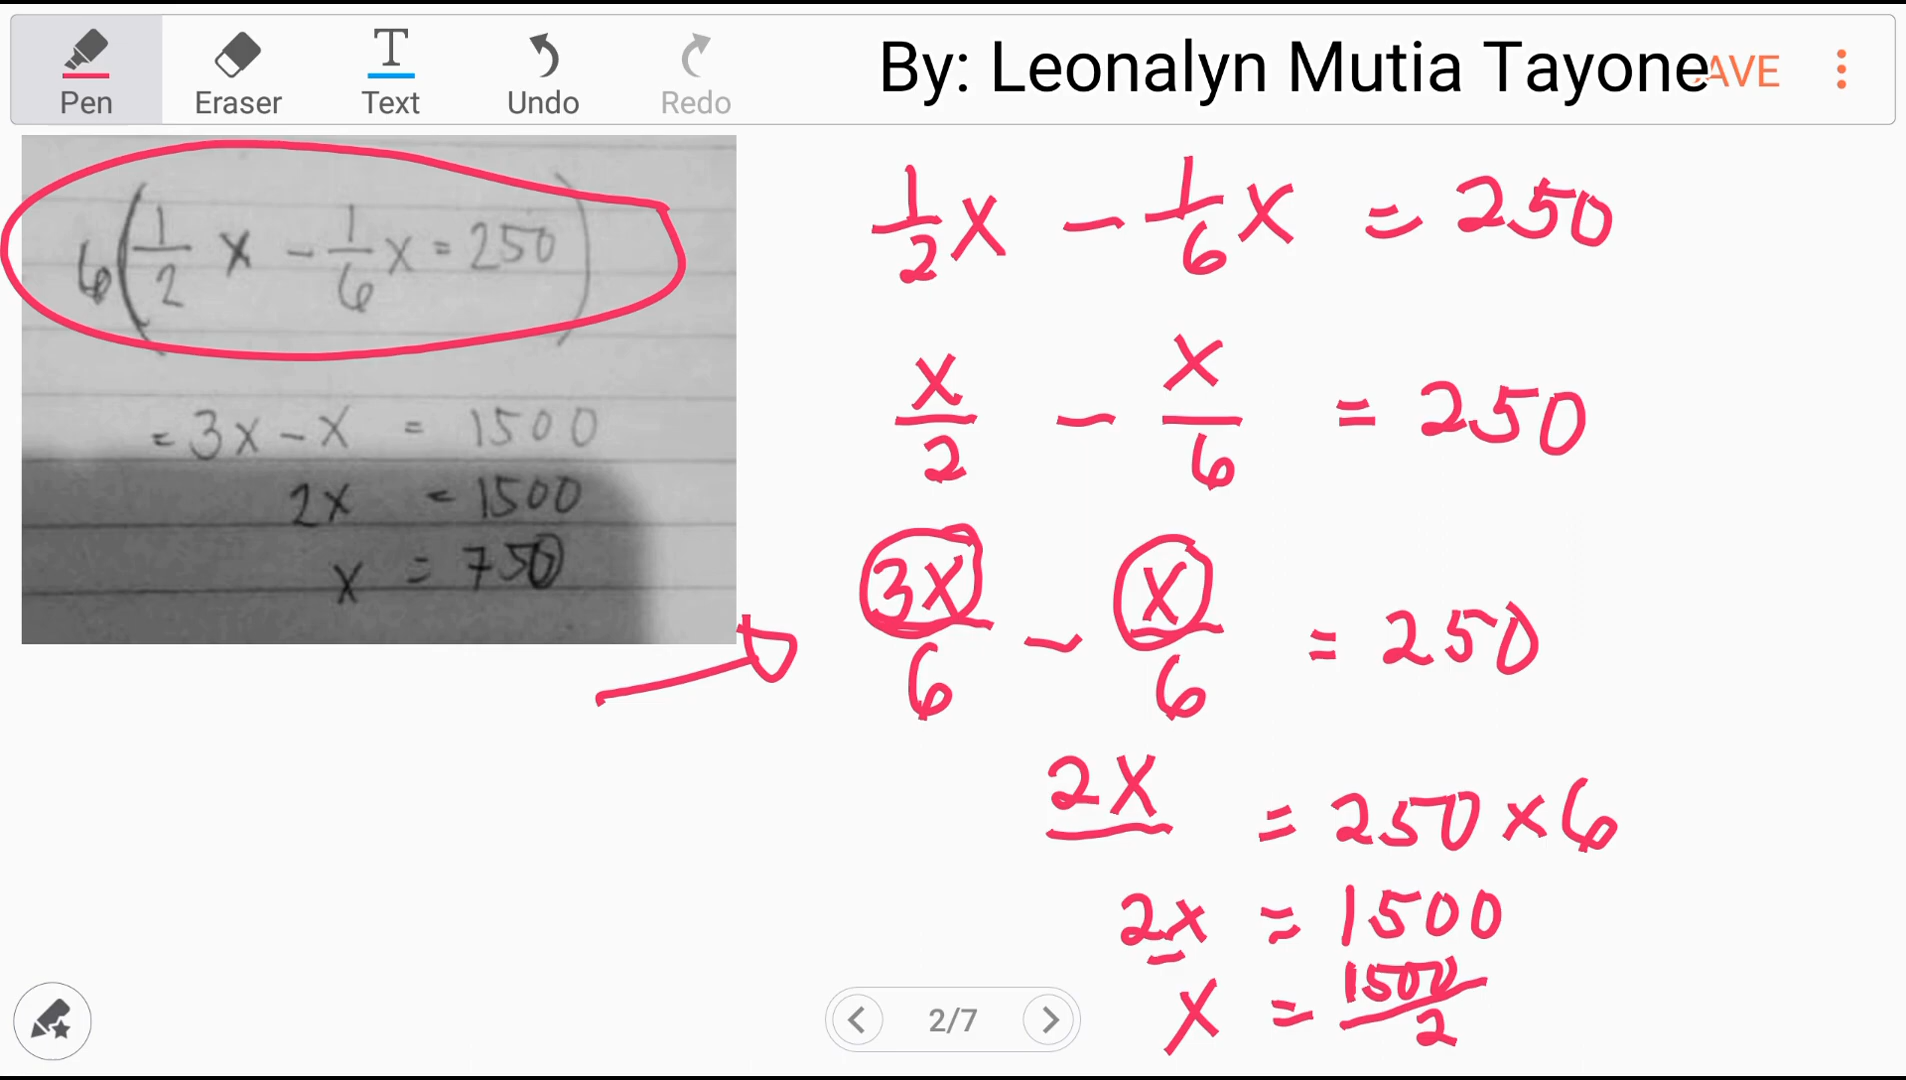 Pen Eraser Text Undo Redo By: Leonalyn Mutia Tayone AVE
6(1/2 x - 1/6 x = 250)
= 3x - x = 1500
2x = 1500
x = 750
1/2 x - 1/6 x = 250
x/2 - x/6 = 250
3x/6 - x/6 = 250
2x = 250 x 6
2x = 1500
x = 1500/2
2/7